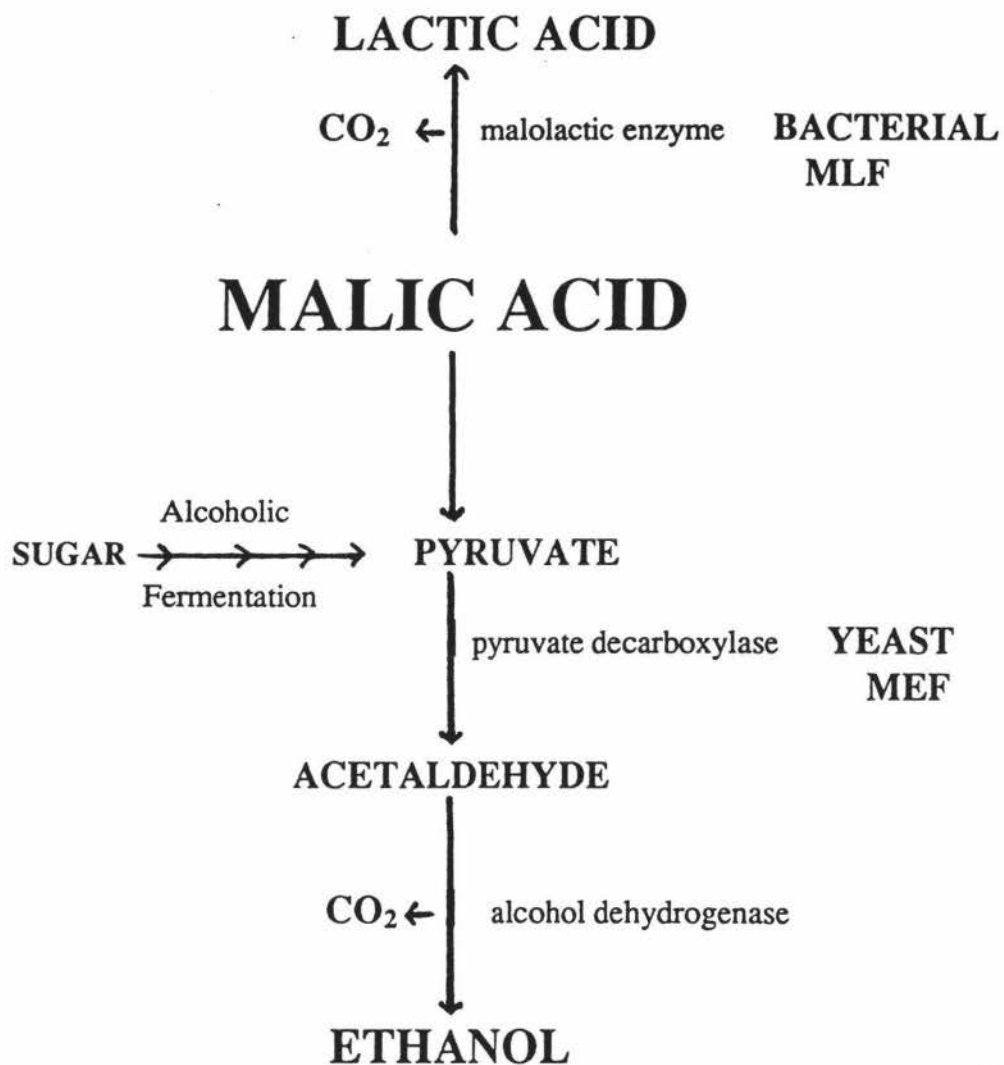 LACTIC ACID
CO₂ malolactic enzyme BACTERIAL
MLF
MALIC ACID
Alcoholic
SUGAR PYRUVATE
Fermentation
pyruvate decarboxylase YEAST
MEF
ACETALDEHYDE
CO₂ alcohol dehydrogenase
ETHANOL